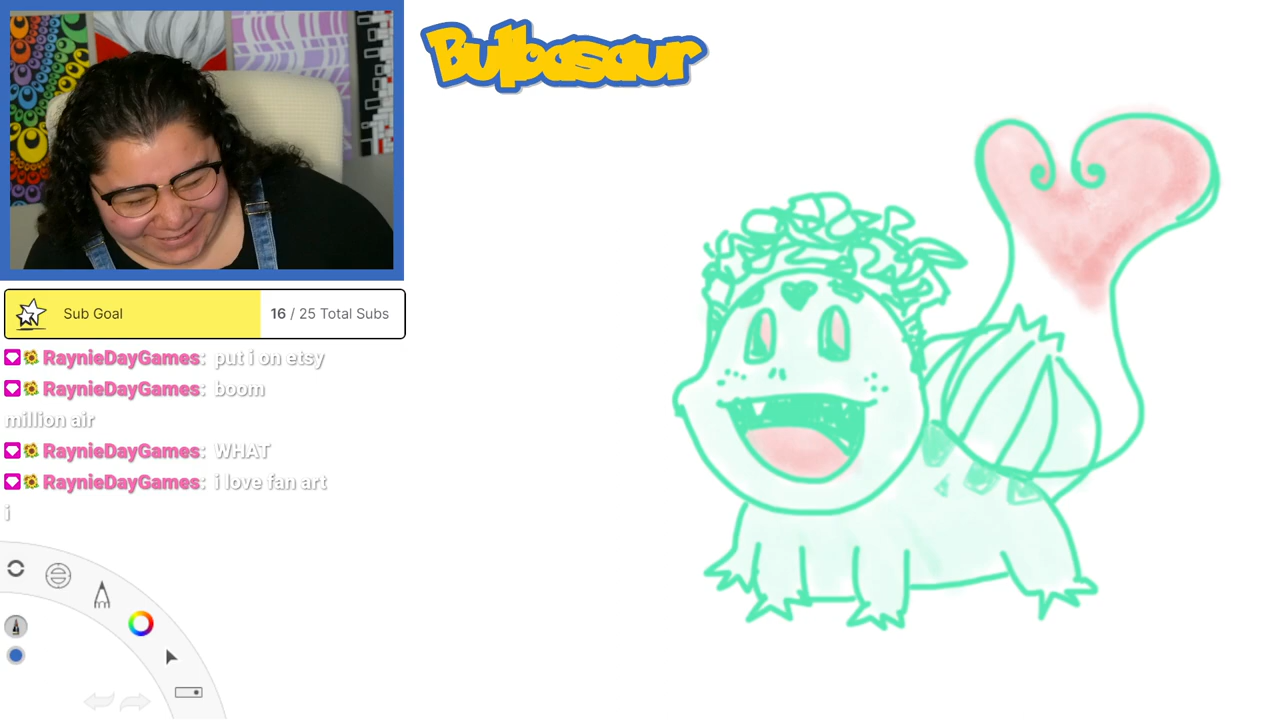 Bulbasaur
Sub Goal 16 / 25 Total Subs
RaynieDayGames: put i on etsy
RaynieDayGames: boom
million air
RaynieDayGames: WHAT
RaynieDayGames: i love fan art
i